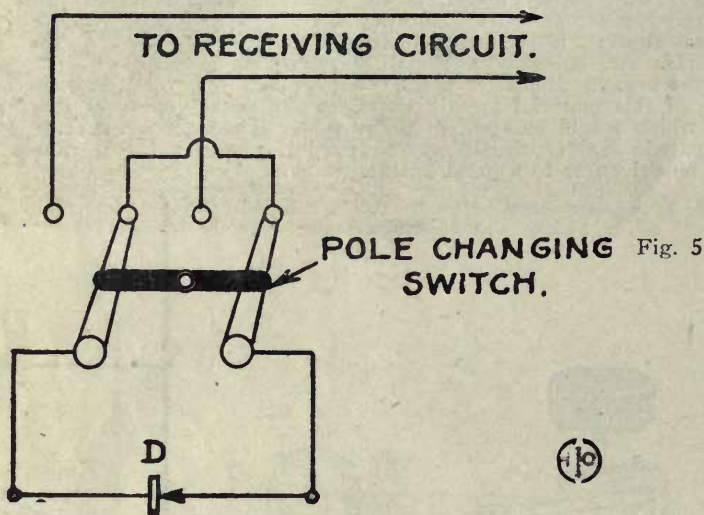 TO RECEIVING CIRCUIT.
POLE CHANGING Fig. 5
SWITCH.
D